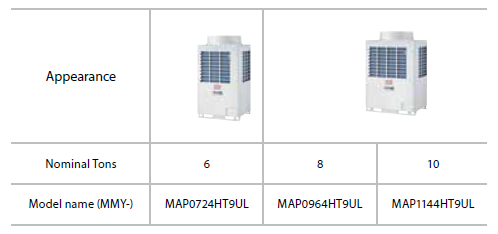 Appearance
Nominal Tons 6 8 10
Model name (MMY-) MAP0724HT9UL MAP0964HT9UL MAP1144HT9UL